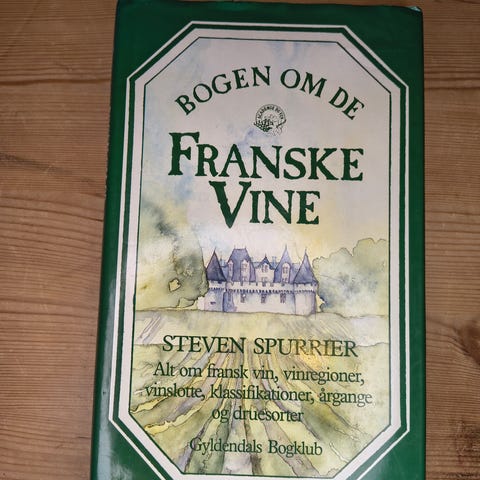 BOGEN OM DE
FRANSKE
VINE
STEVEN SPURRIER
Alt om fransk vin, vinregioner,
vinslotte, klassifikationer, årgange
og druesorter
Gyldendals Bogklub